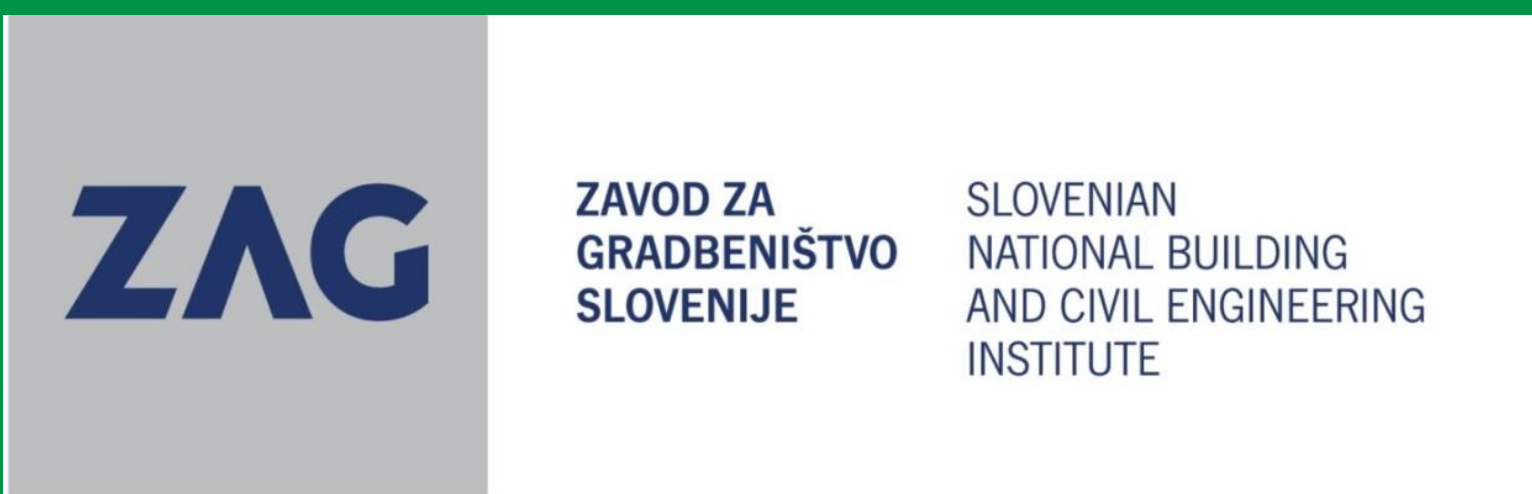 ZAG
ZAVOD ZA
GRADBENIŠTVO
SLOVENIJE
SLOVENIAN
NATIONAL BUILDING
AND CIVIL ENGINEERING
INSTITUTE